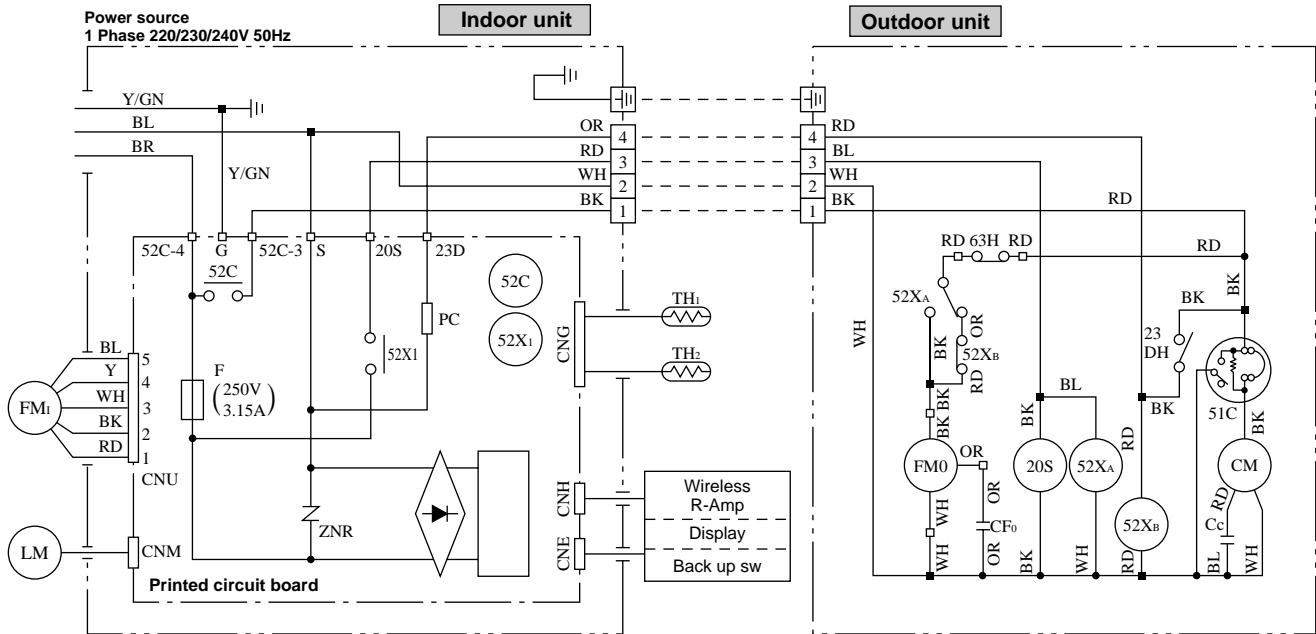 Power source
1 Phase 220/230/240V 50Hz
Indoor unit
Outdoor unit
Y/GN
BL
BR
Y/GN
OR
RD
WH
BK
4
3
2
1
4
3
2
1
RD
BL
WH
BK
RD
52C-4
G
52C-3
S
20S
23D
52C
52C
52X1
PC
52X1
CNG
TH1
TH2
F
(250V
3.15A)
BL
Y
WH
BK
RD
5
4
3
2
1
FMI
CNU
LM
CNM
ZNR
CNH
CNE
Wireless
R-Amp
Display
Back up sw
Printed circuit board
RD
63H
RD
RD
52XA
OR
BK
52XB
RD
BK
BK
BK
WH
FM0
OR
OR
CF0
OR
WH
WH
BK
BL
20S
52XA
BK
WH
RD
52XB
RD
BK
BK
23
DH
BK
51C
BK
CM
RD
Cc
BL
WH